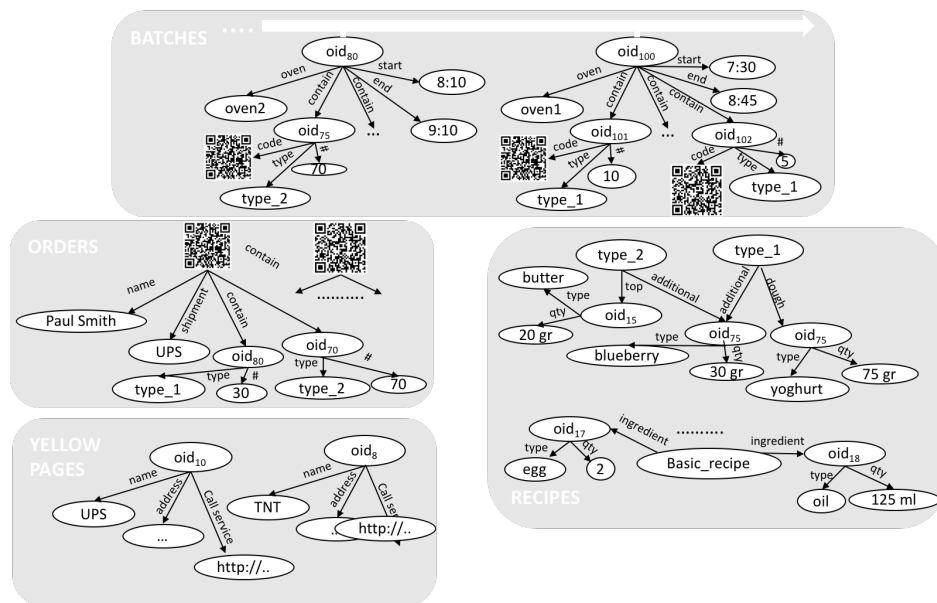 BATCHES ....
oid80
oven
contain
contain
end
start
oven2
8:10
9:10
oid75
...
code
type
#
70
type_2
oid100
oven
contain
contain
contain
end
start
7:30
8:45
oven1
oid101
...
oid102
code
type
#
10
type_1
code
type
#
5
type_1
ORDERS
contain
name
shipment
contain
..........
Paul Smith
UPS
oid80
oid70
type
#
type
#
type_1
30
type_2
70
YELLOW
PAGES
oid10
name
address
Call service
UPS
...
http://..
oid8
name
address
TNT
http://..
type_2
type_1
butter
type
top
additional
additional
dough
qty
oid15
20 gr
oid75
oid75
type
qty
type
qty
blueberry
30 gr
yoghurt
75 gr
oid17
ingredient
........
ingredient
type
qty
egg
2
Basic_recipe
oid18
type
qty
oil
125 ml
RECIPES